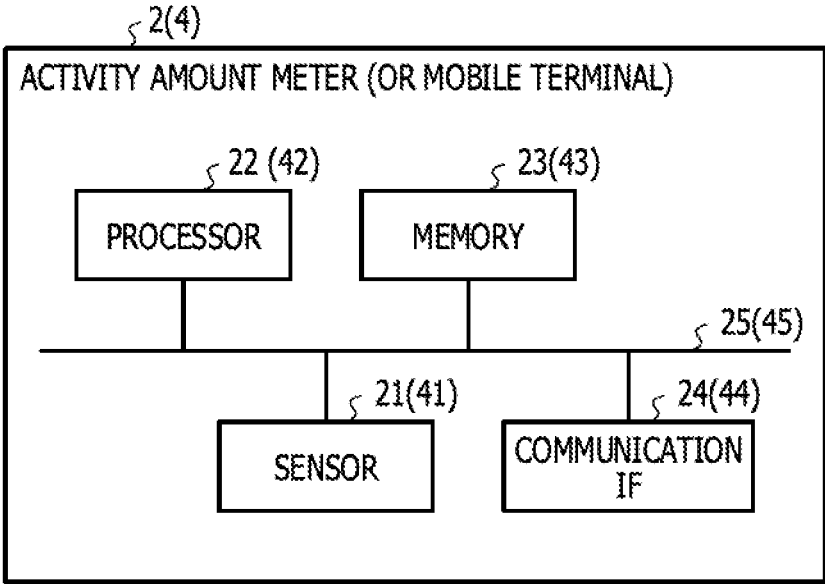 2(4)
ACTIVITY AMOUNT METER (OR MOBILE TERMINAL)
22 (42)
23(43)
PROCESSOR
MEMORY
25(45)
21(41)
24(44)
SENSOR
COMMUNICATION
IF